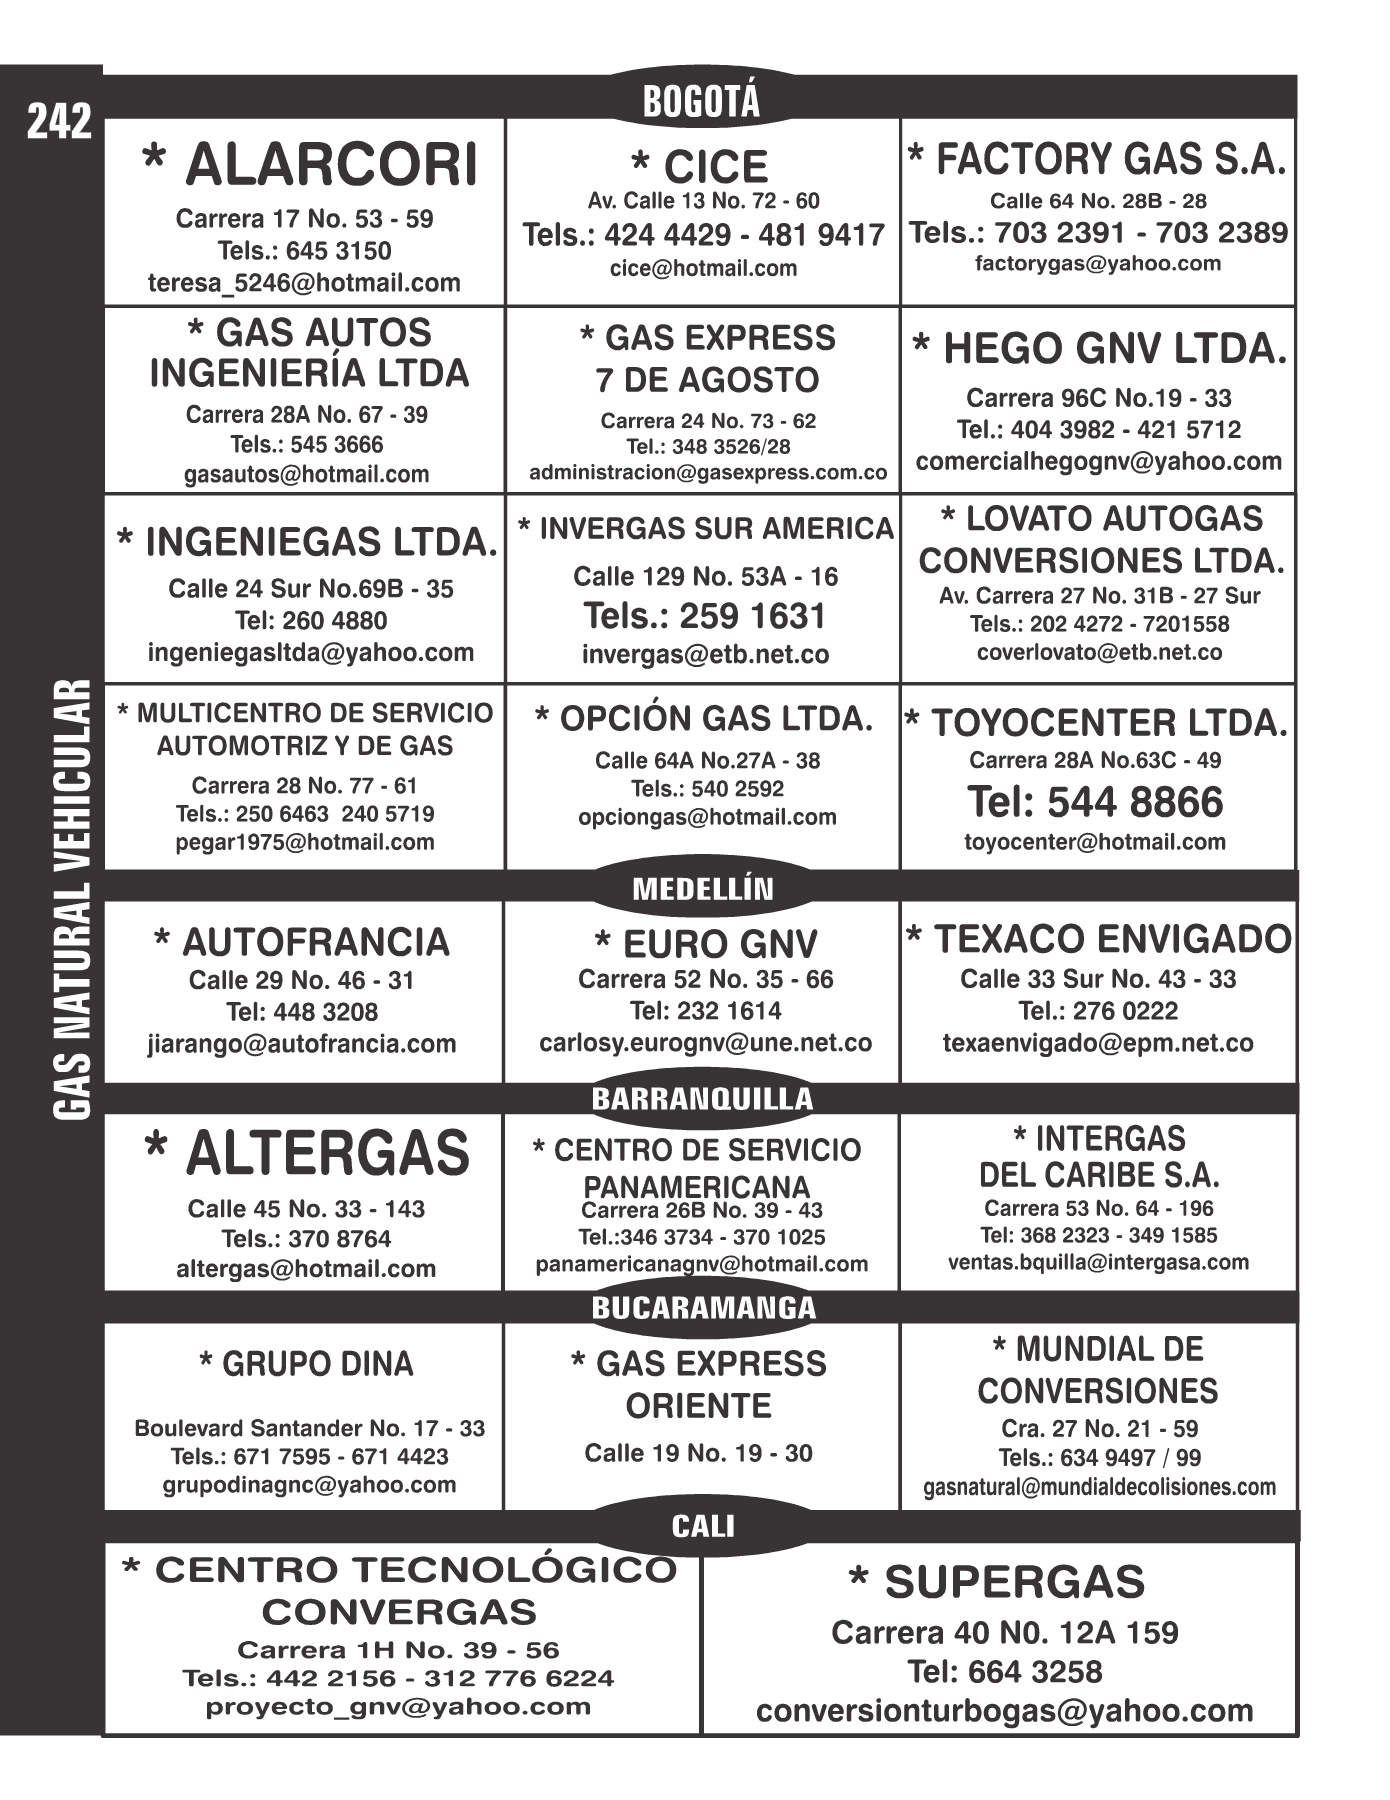 242
GAS NATURAL VEHICULAR
BOGOTÁ
* ALARCORI
Carrera 17 No. 53 - 59
Tels.: 645 3150
teresa_5246@hotmail.com
* CICE
Av. Calle 13 No. 72 - 60
Tels.: 424 4429 - 481 9417
cice@hotmail.com
* FACTORY GAS S.A.
Calle 64 No. 28B - 28
Tels.: 703 2391 - 703 2389
factorygas@yahoo.com
* GAS AUTOS
INGENIERÍA LTDA
Carrera 28A No. 67 - 39
Tels.: 545 3666
gasautos@hotmail.com
* GAS EXPRESS
7 DE AGOSTO
Carrera 24 No. 73 - 62
Tel.: 348 3526/28
administracion@gasexpress.com.co
* HEGO GNV LTDA.
Carrera 96C No.19 - 33
Tel.: 404 3982 - 421 5712
comercialhegognv@yahoo.com
* INGENIEGAS LTDA.
Calle 24 Sur No.69B - 35
Tel: 260 4880
ingeniegasltda@yahoo.com
* INVERGAS SUR AMERICA
Calle 129 No. 53A - 16
Tels.: 259 1631
invergas@etb.net.co
* LOVATO AUTOGAS
CONVERSIONES LTDA.
Av. Carrera 27 No. 31B - 27 Sur
Tels.: 202 4272 - 7201558
coverlovato@etb.net.co
* MULTICENTRO DE SERVICIO
AUTOMOTRIZ Y DE GAS
Carrera 28 No. 77 - 61
Tels.: 250 6463  240 5719
pegar1975@hotmail.com
* OPCIÓN GAS LTDA.
Calle 64A No.27A - 38
Tels.: 540 2592
opciongas@hotmail.com
* TOYOCENTER LTDA.
Carrera 28A No.63C - 49
Tel: 544 8866
toyocenter@hotmail.com
MEDELLÍN
* AUTOFRANCIA
Calle 29 No. 46 - 31
Tel: 448 3208
jiarango@autofrancia.com
* EURO GNV
Carrera 52 No. 35 - 66
Tel: 232 1614
carlosy.eurognv@une.net.co
* TEXACO ENVIGADO
Calle 33 Sur No. 43 - 33
Tel.: 276 0222
texaenvigado@epm.net.co
BARRANQUILLA
* ALTERGAS
Calle 45 No. 33 - 143
Tels.: 370 8764
altergas@hotmail.com
* CENTRO DE SERVICIO
PANAMERICANA
Carrera 26B No. 39 - 43
Tel.:346 3734 - 370 1025
panamericanagnv@hotmail.com
* INTERGAS
DEL CARIBE S.A.
Carrera 53 No. 64 - 196
Tel: 368 2323 - 349 1585
ventas.bquilla@intergasa.com
BUCARAMANGA
* GRUPO DINA
Boulevard Santander No. 17 - 33
Tels.: 671 7595 - 671 4423
grupodinagnc@yahoo.com
* GAS EXPRESS
ORIENTE
Calle 19 No. 19 - 30
* MUNDIAL DE
CONVERSIONES
Cra. 27 No. 21 - 59
Tels.: 634 9497 / 99
gasnatural@mundialdecolisiones.com
CALI
* CENTRO TECNOLÓGICO
CONVERGAS
Carrera 1H No. 39 - 56
Tels.: 442 2156 - 312 776 6224
proyecto_gnv@yahoo.com
* SUPERGAS
Carrera 40 N0. 12A 159
Tel: 664 3258
conversionturbogas@yahoo.com